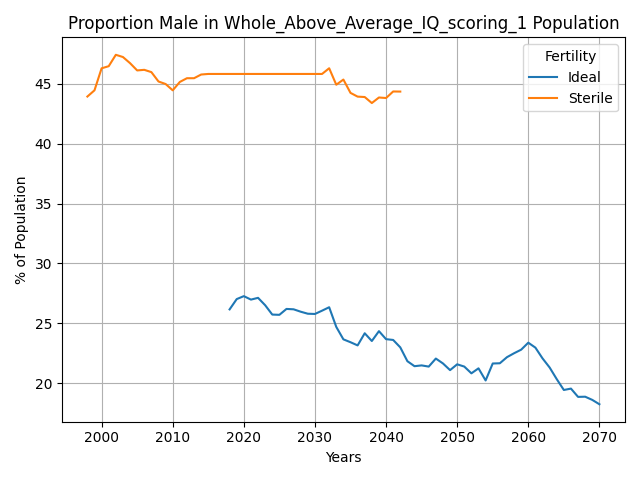 Proportion Male in Whole_Above_Average_IQ_scoring_1 Population
Fertility
Ideal
Sterile
% of Population
45
40
35
30
25
20
2000
2010
2020
2030
2040
2050
2060
2070
Years